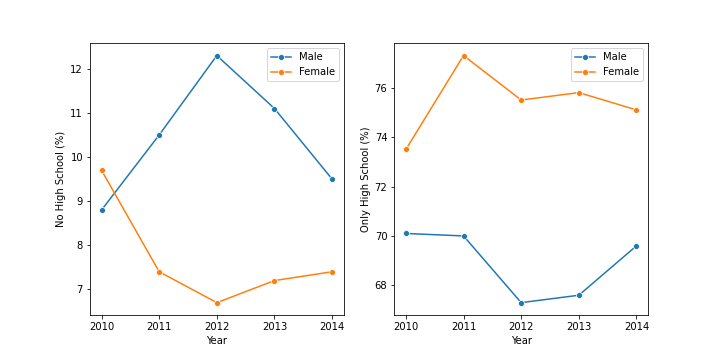 Male
Female
12
11
10
9
8
7
No High School (%)
2010 2011 2012 2013 2014
Year
Male
Female
76
74
72
70
68
Only High School (%)
2010 2011 2012 2013 2014
Year